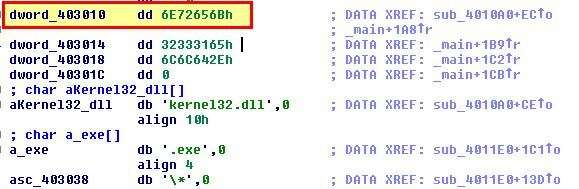 dword_403010 dd 6E72656Bh ; DATA XREF: sub_4010A0+EC↑o
; _main+1A8↑r
dword_403014 dd 32333165h ; DATA XREF: _main+1B9↑r
dword_403018 dd 6C6C642Eh ; DATA XREF: _main+1C2↑r
dword_40301C dd 0 ; DATA XREF: _main+1CB↑r
; char aKernel32_dll[]
aKernel32_dll db 'kernel32.dll',0 ; DATA XREF: sub_4010A0+CE↑o
align 10h
; char a_exe[]
a_exe db '.exe',0 ; DATA XREF: sub_4011E0+1C1↑o
align 4
asc_403038 db '\*',0 ; DATA XREF: sub_4011E0+13D↑o